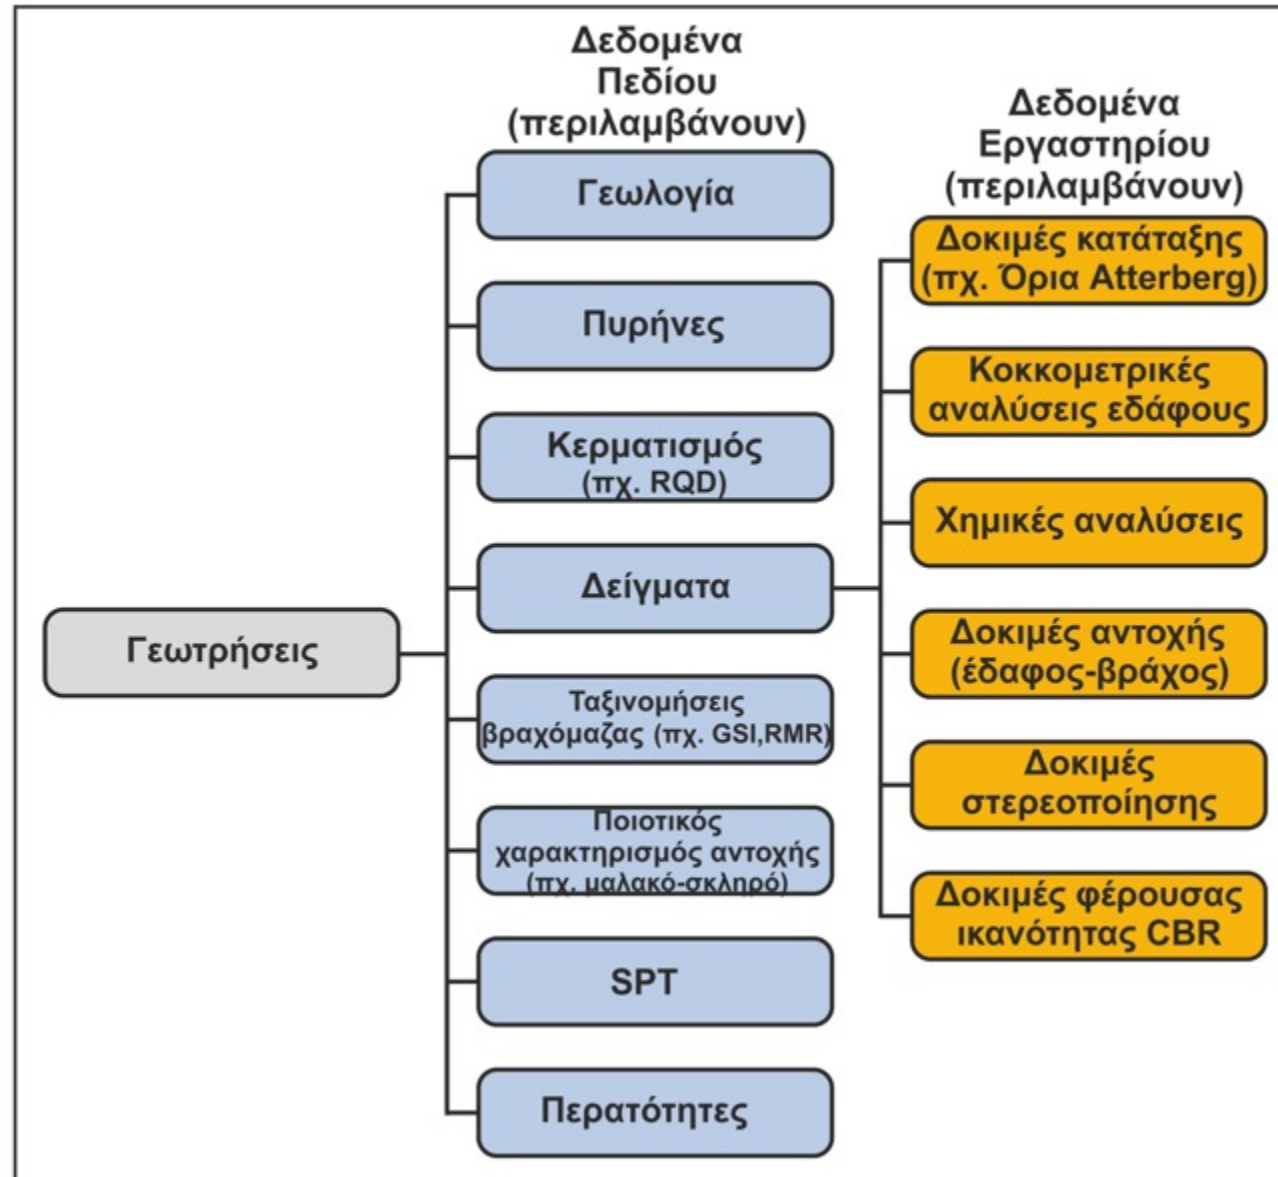 Δεδομένα
Πεδίου
(περιλαμβάνουν)
Γεωλογία
Πυρήνες
Κερματισμός
(πχ. RQD)
Δείγματα
Ταξινομήσεις
βραχόμαζας (πχ. GSI,RMR)
Ποιοτικός
χαρακτηρισμός αντοχής
(πχ. μαλακό-σκληρό)
SPT
Περατότητες
Γεωτρήσεις
Δεδομένα
Εργαστηρίου
(περιλαμβάνουν)
Δοκιμές κατάταξης
(πχ. Όρια Atterberg)
Κοκκομετρικές
αναλύσεις εδάφους
Χημικές αναλύσεις
Δοκιμές αντοχής
(έδαφος-βράχος)
Δοκιμές
στερεοποίησης
Δοκιμές φέρουσας
ικανότητας CBR